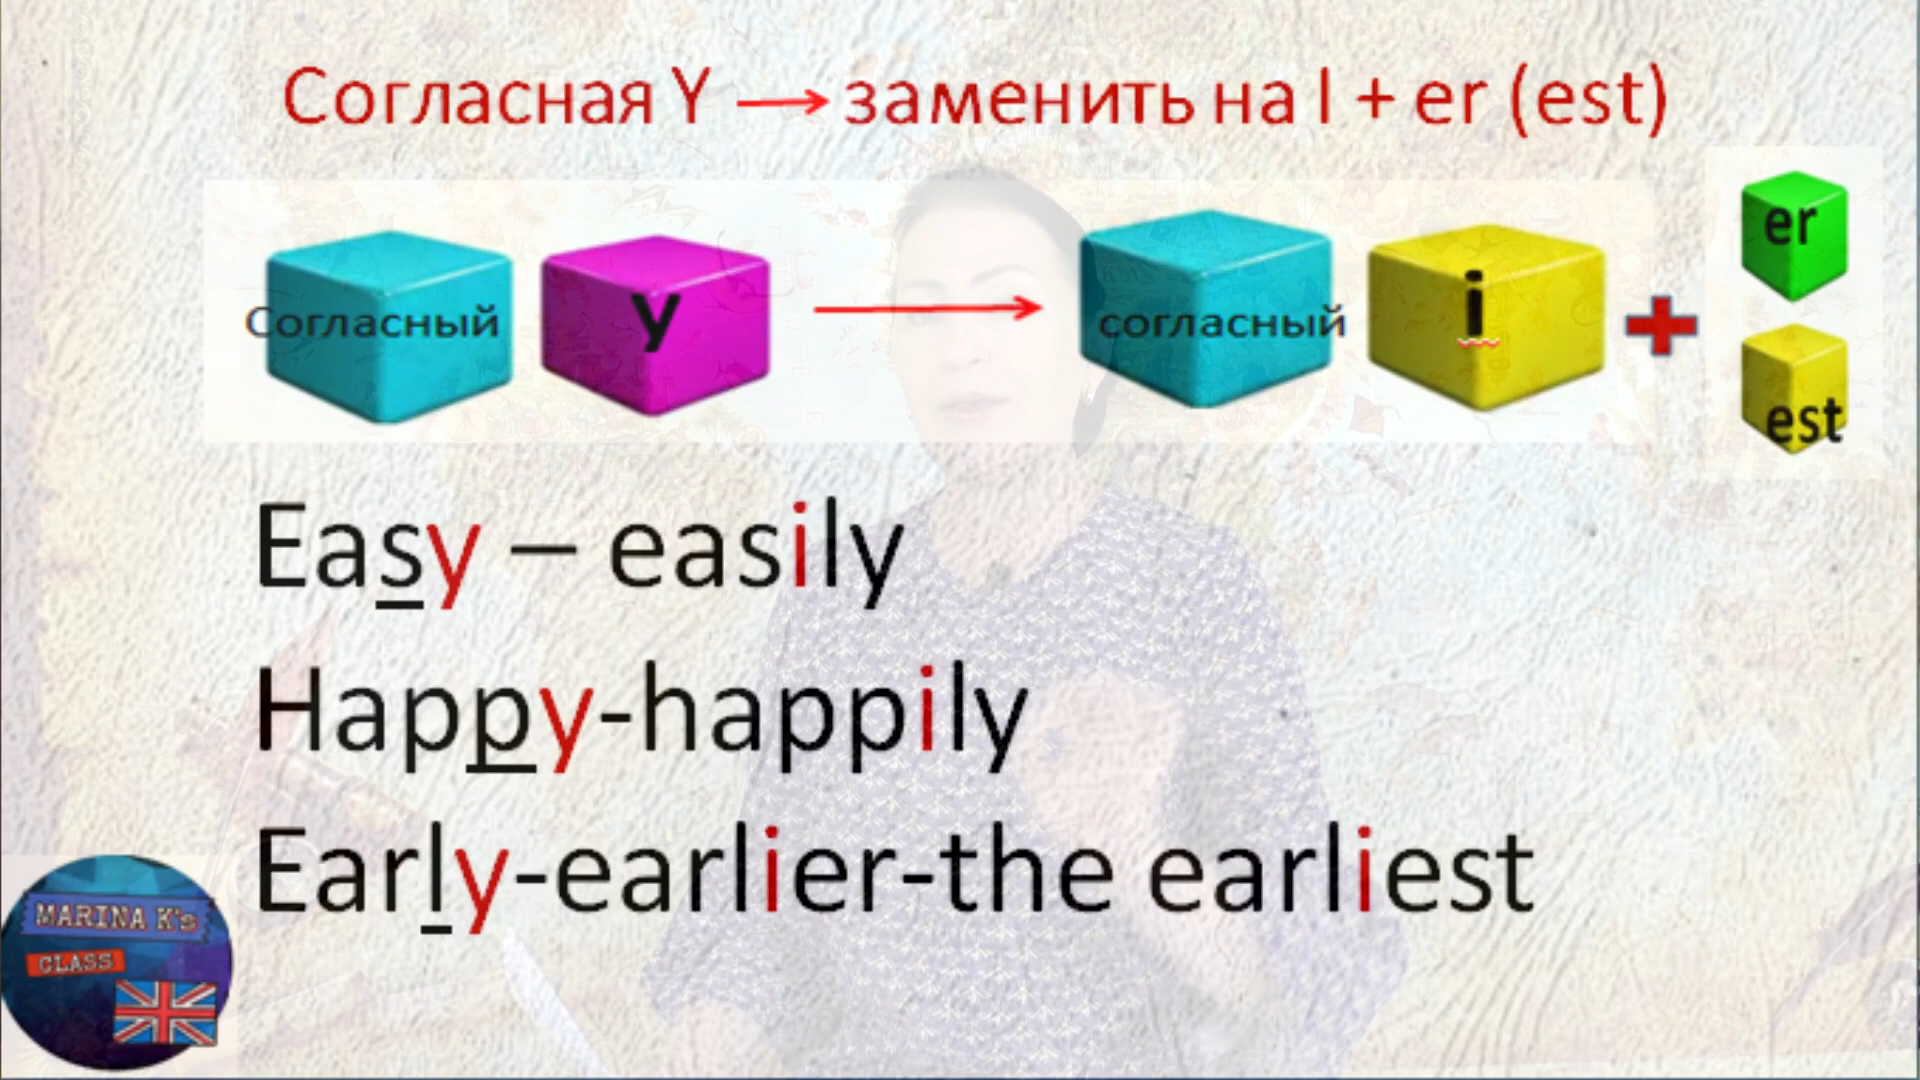 Согласная Y → заменить на I + er (est)
Согласный y → согласный i + er
est
Easy – easily
Happy-happily
Early-earlier-the earliest
MARINA K's
CLASS